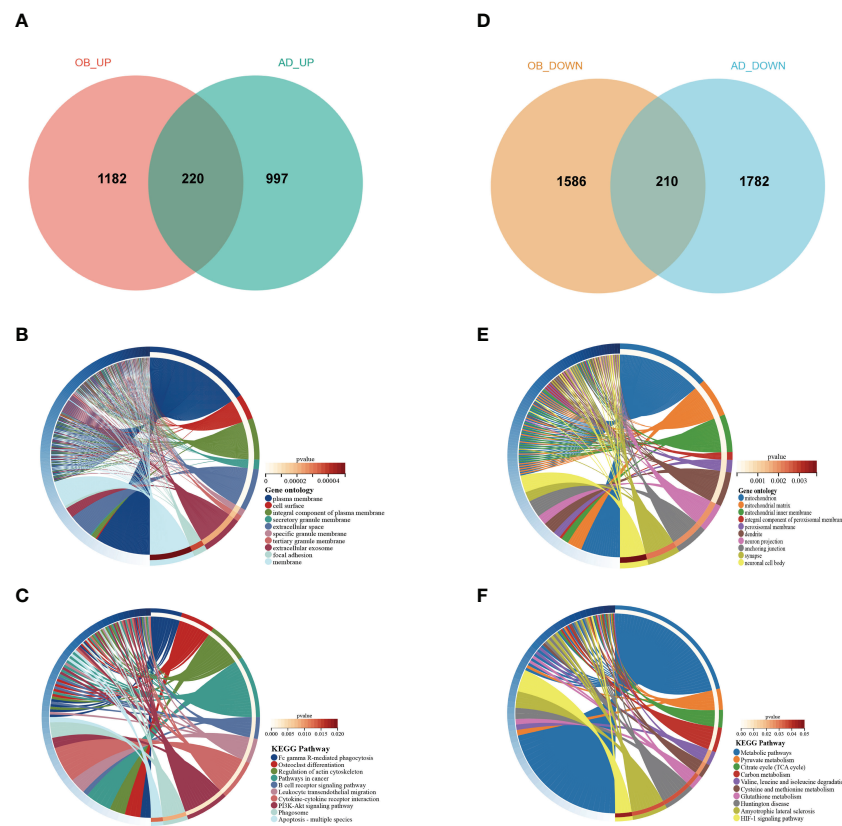 A
OB_UP
AD_UP
1182
220
997
D
OB_DOWN
AD_DOWN
1586
210
1782
B
pvalue
0 0.00002 0.00004
Gene ontology
plasma membrane
cell surface
integral component of plasma membrane
secretory granule membrane
extracellular space
specific granule membrane
tertiary granule membrane
extracellular exosome
focal adhesion
membrane
E
pvalue
0.001 0.002 0.003
Gene ontology
mitochondrion
mitochondrial matrix
mitochondrial inner membrane
integral component of peroxisomal membrane
peroxisomal membrane
dendrite
neuron projection
anchoring junction
synapse
neuronal cell body
C
pvalue
0.000 0.005 0.010 0.015 0.020
KEGG Pathway
Fc gamma R-mediated phagocytosis
Osteoclast differentiation
Regulation of actin cytoskeleton
Pathways in cancer
B cell receptor signaling pathway
Leukocyte transendothelial migration
Cytokine-cytokine receptor interaction
PI3K-Akt signaling pathway
Phagosome
Apoptosis - multiple species
F
pvalue
0.00 0.01 0.02 0.03 0.04 0.05
KEGG Pathway
Metabolic pathways
Pyruvate metabolism
Citrate cycle (TCA cycle)
Carbon metabolism
Valine, leucine and isoleucine degradatio
Cysteine and methionine metabolism
Glutathione metabolism
Huntington disease
Amyotrophic lateral sclerosis
HIF-1 signaling pathway